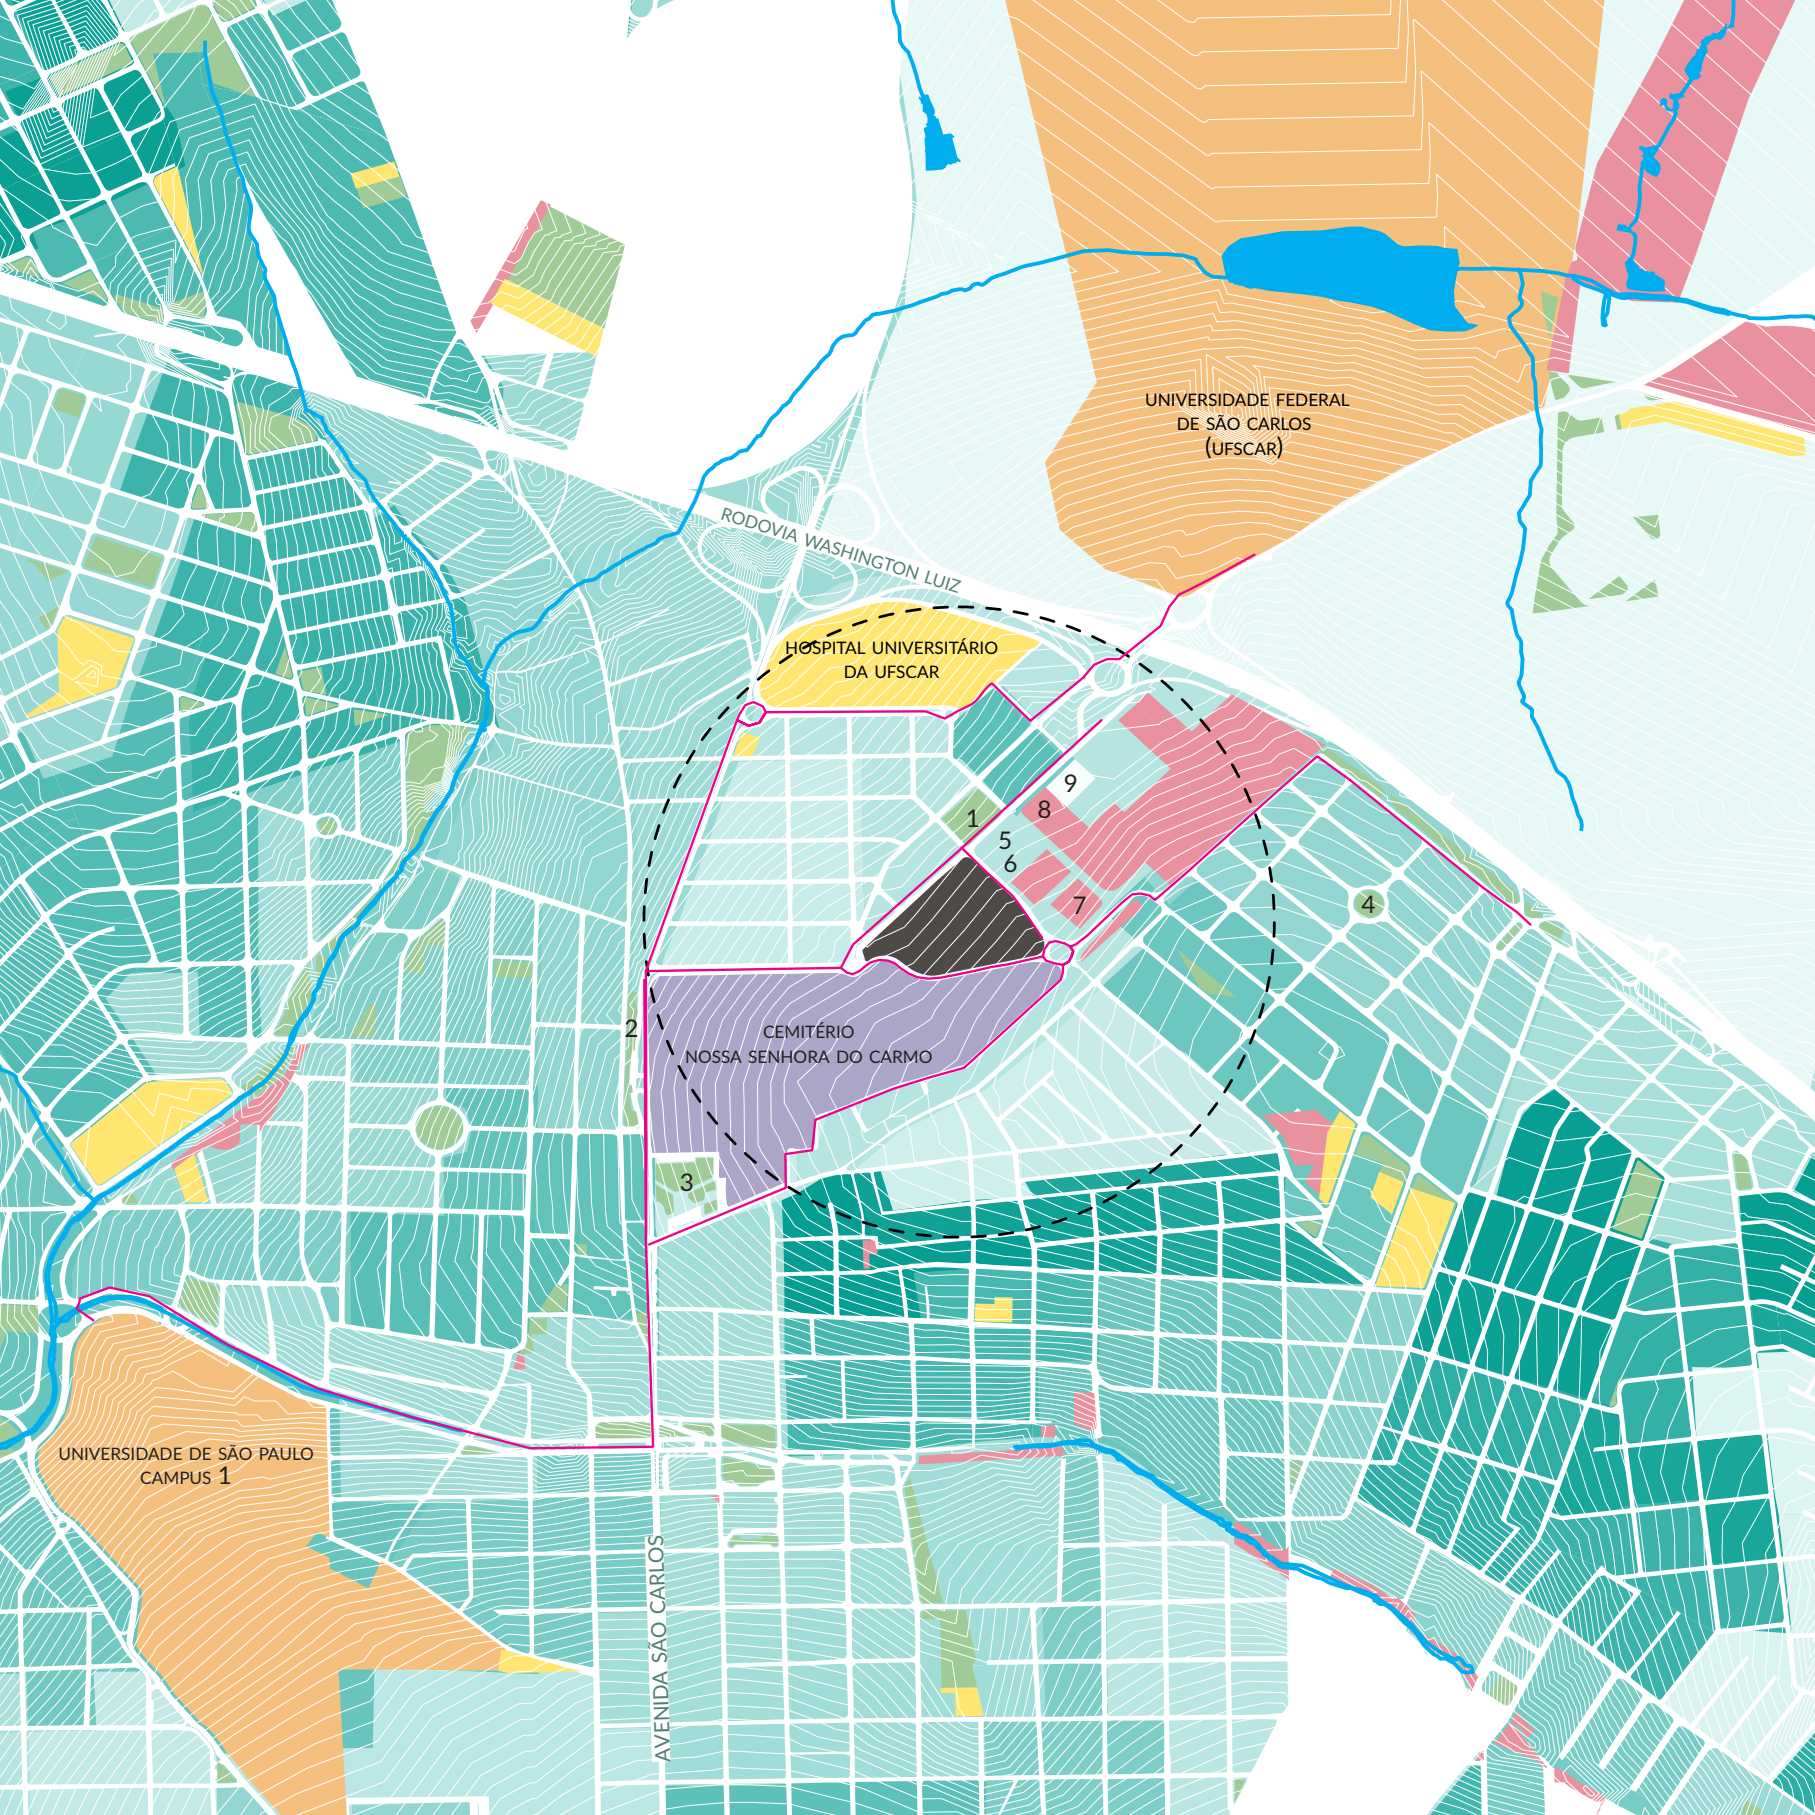 UNIVERSIDADE FEDERAL
DE SÃO CARLOS
(UFSCAR)
RODOVIA WASHINGTON LUIZ
HOSPITAL UNIVERSITÁRIO
DA UFSCAR
9
8
1
5
6
7
4
2
CEMITÉRIO
NOSSA SENHORA DO CARMO
3
UNIVERSIDADE DE SÃO PAULO
CAMPUS 1
AVENIDA SÃO CARLOS